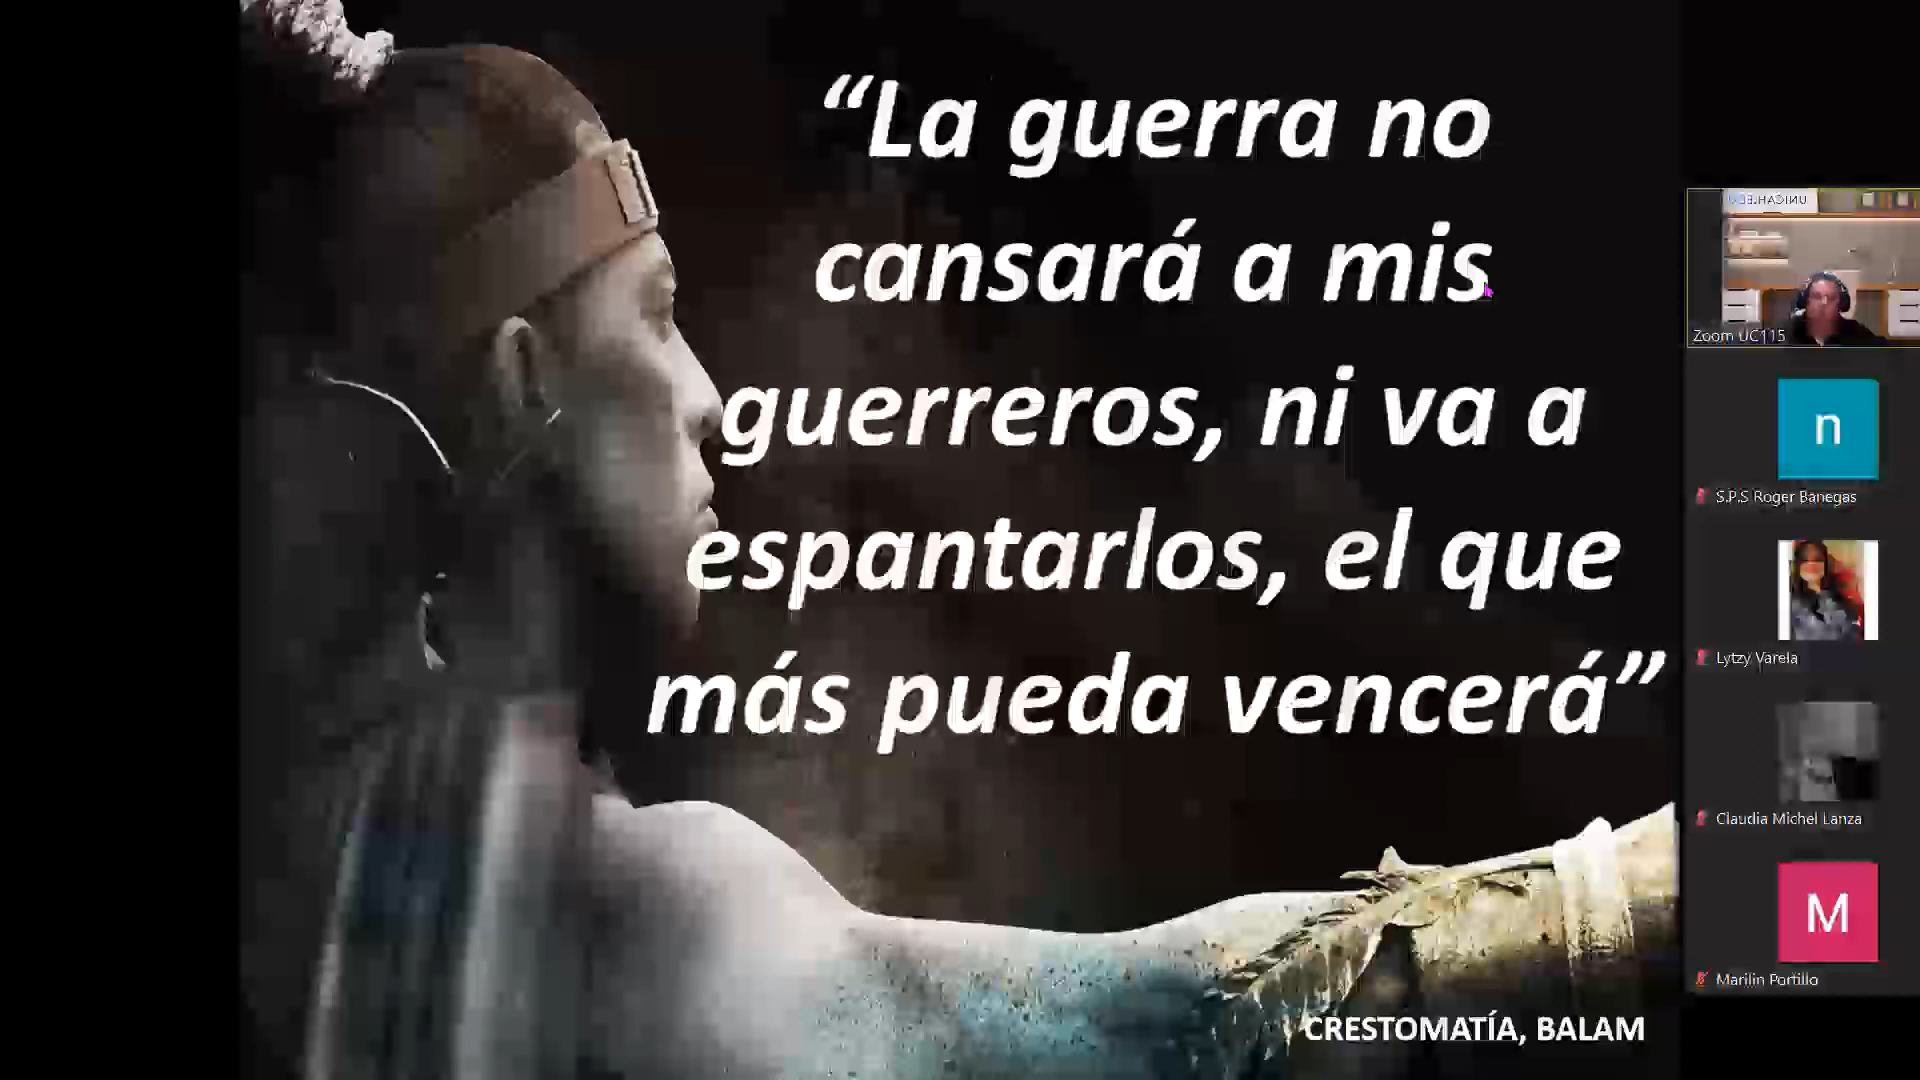 “La guerra no
cansará a mis
guerreros, ni va a
espantarlos, el que
más pueda vencerá”
CRESTOMATÍA, BALAM
Zoom UC115
n
S.P.S Roger Banegas
Lytzy Varela
Claudia Michel Lanza
M
Marilin Portillo